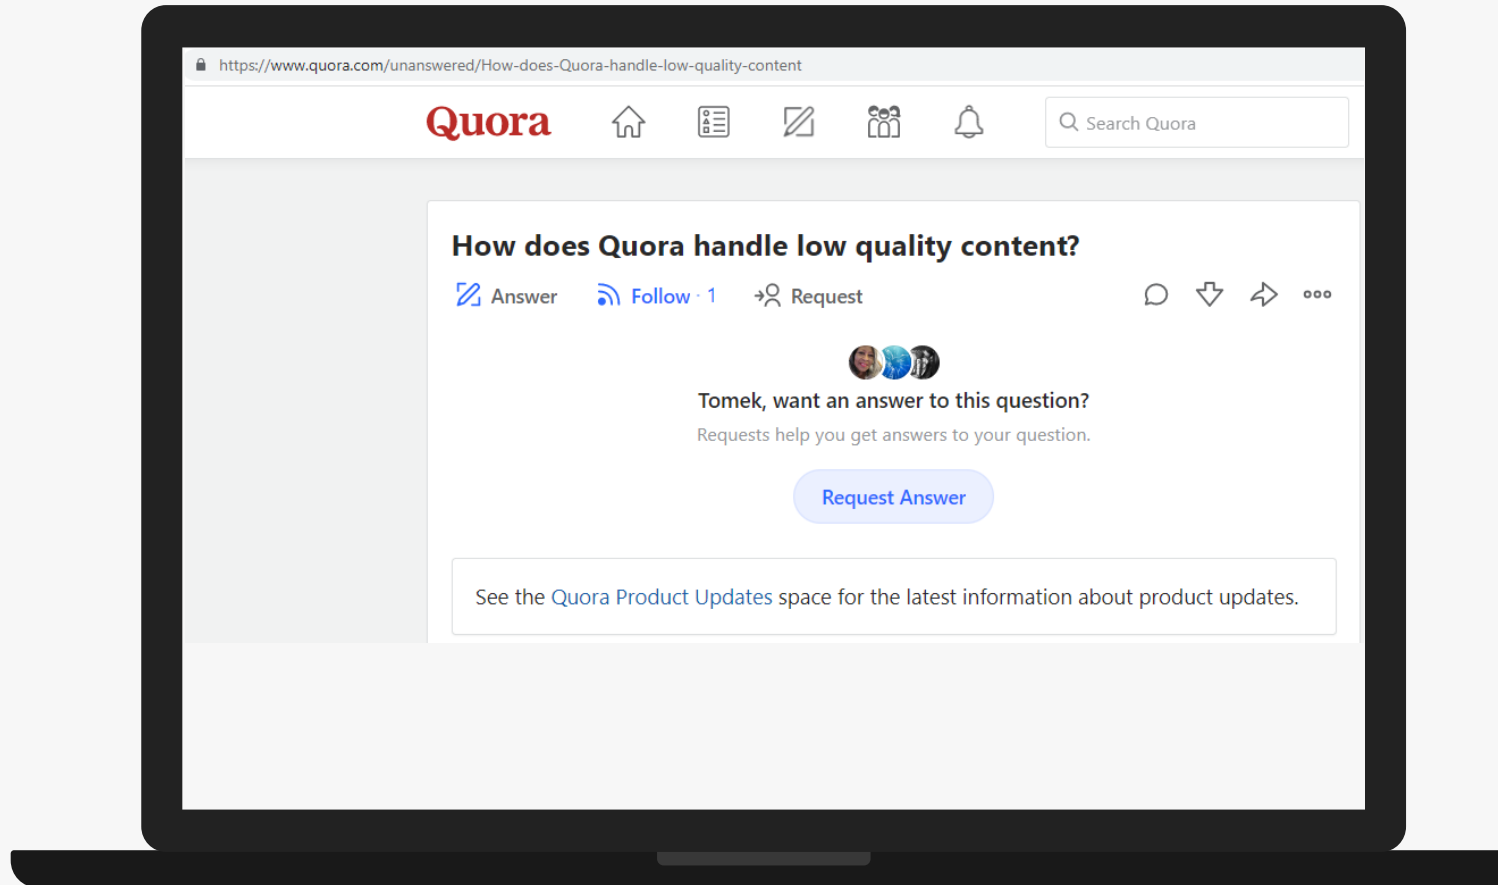 https://www.quora.com/unanswered/How-does-Quora-handle-low-quality-content
Quora
Search Quora
How does Quora handle low quality content?
Answer Follow · 1 Request
Tomek, want an answer to this question?
Requests help you get answers to your question.
Request Answer
See the Quora Product Updates space for the latest information about product updates.